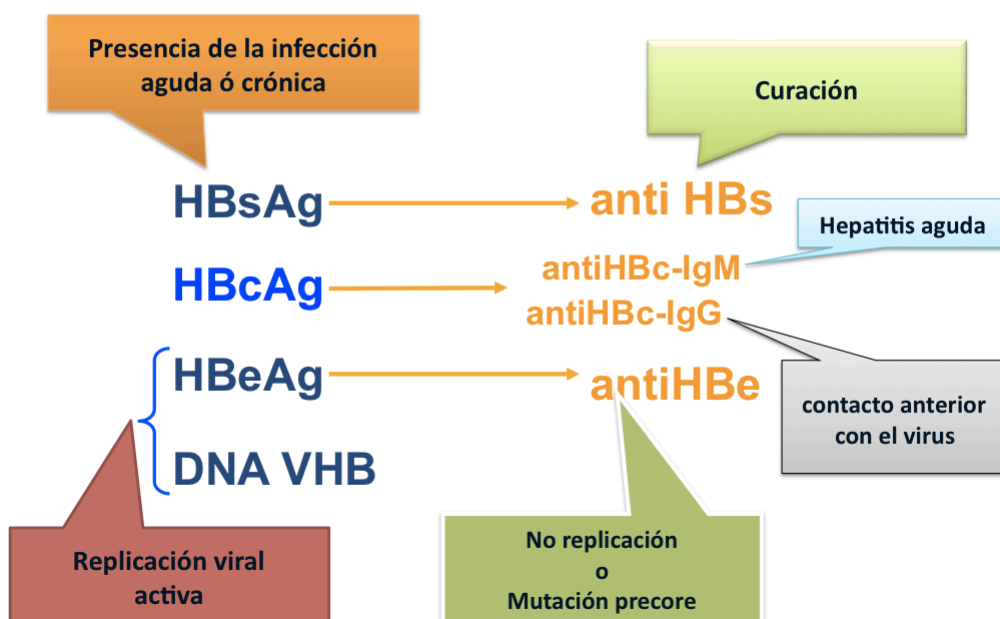 Presencia de la infección
aguda ó crónica
Curación
HBsAg
anti HBs
Hepatitis aguda
HBcAg
antiHBc-IgM
antiHBc-IgG
HBeAg
antiHBe
contacto anterior
con el virus
DNA VHB
Replicación viral
activa
No replicación
o
Mutación precore